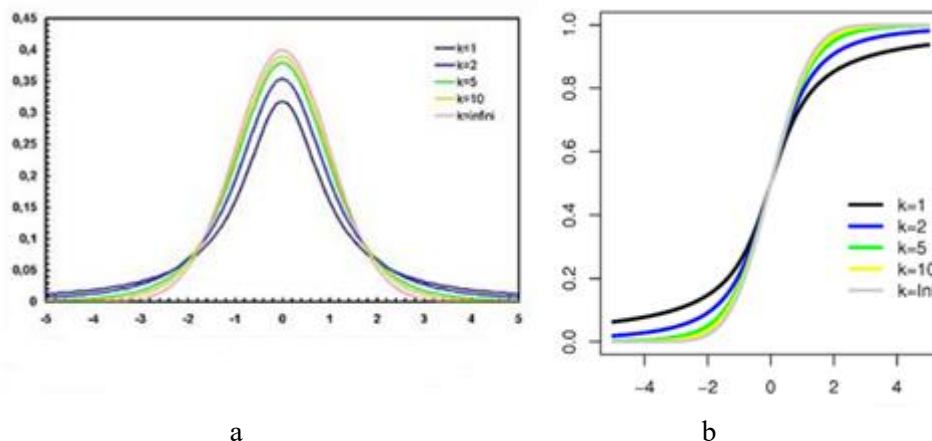 0,45
0,4
0,35
0,3
0,25
0,2
0,15
0,1
0,05
0
-5 -4 -3 -2 -1 0 1 2 3 4 5
k=1
k=2
k=5
k=10
k=infini
a
1.0
0.8
0.6
0.4
0.2
0.0
−4 −2 0 2 4
k=1
k=2
k=5
k=10
k=Inf
b